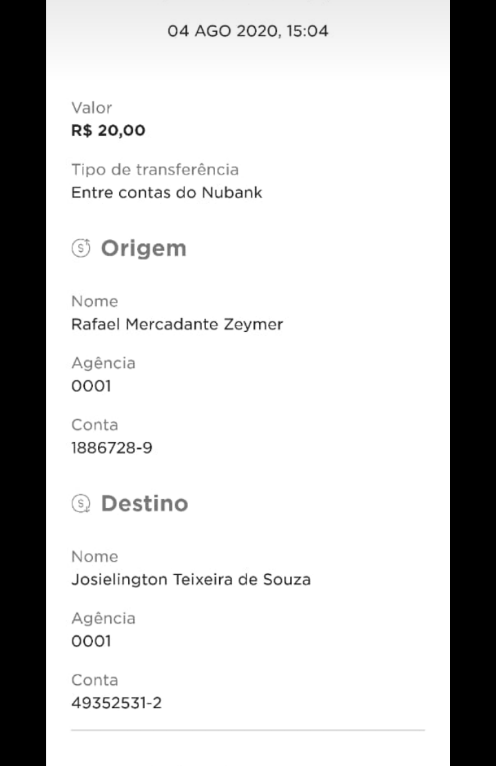 04 AGO 2020, 15:04
Valor
R$ 20,00
Tipo de transferência
Entre contas do Nubank
Origem
Nome
Rafael Mercadante Zeymer
Agência
0001
Conta
1886728-9
Destino
Nome
Josielington Teixeira de Souza
Agência
0001
Conta
49352531-2